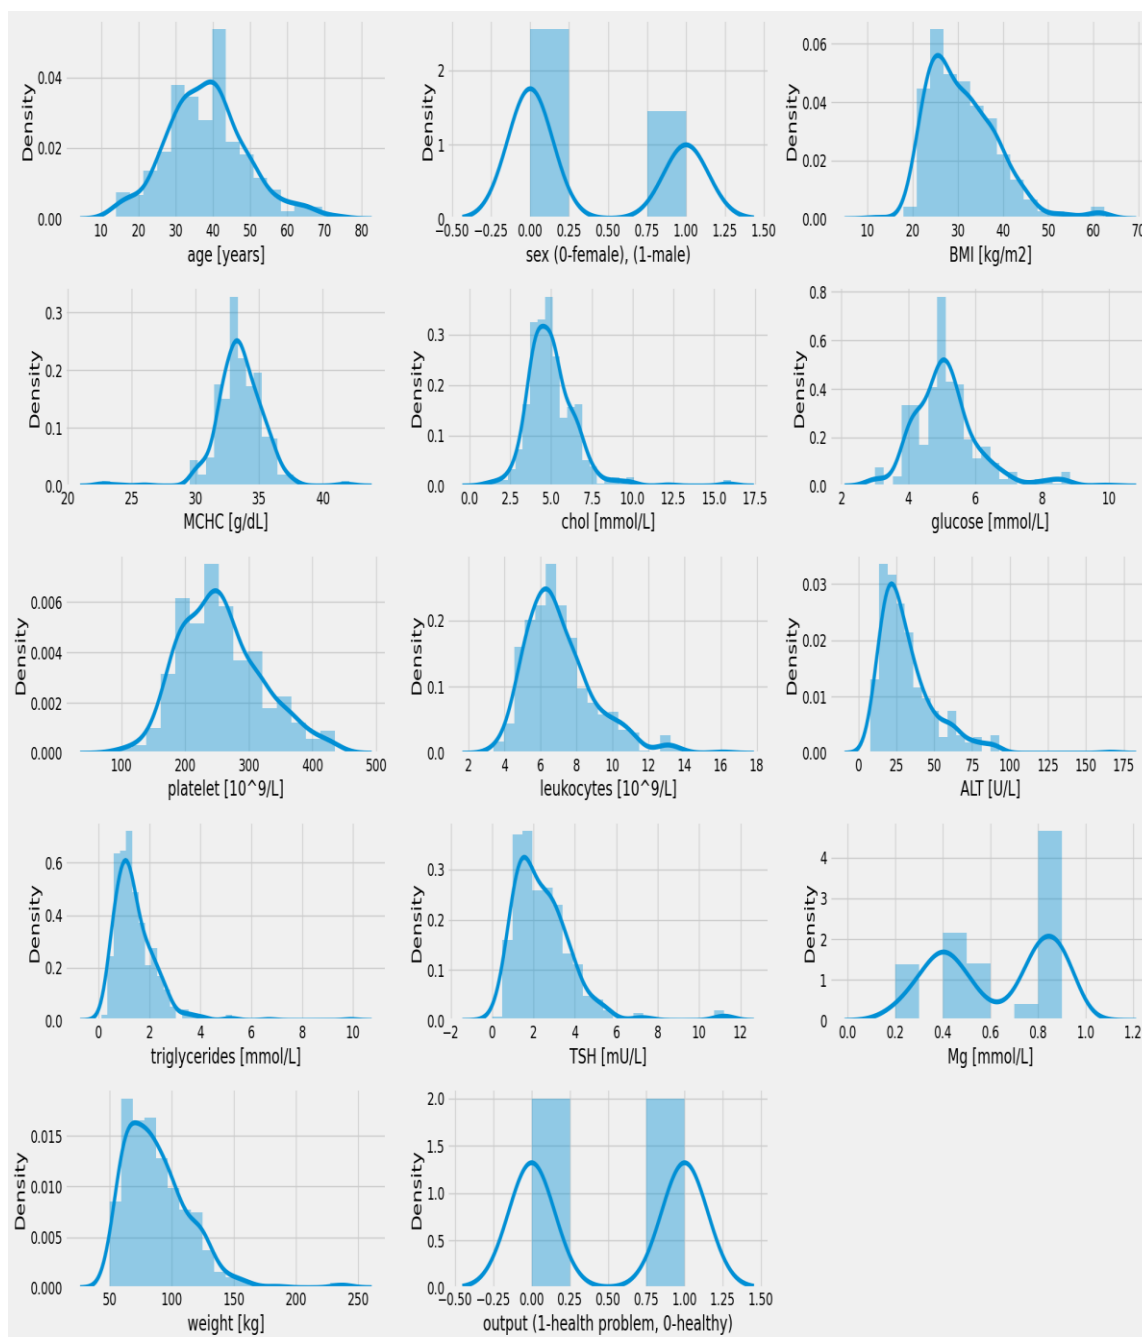 Density
0.04
0.02
0.00
10 20 30 40 50 60 70 80
age [years]
Density
2
1
0
−0.50 −0.25 0.00 0.25 0.50 0.75 1.00 1.25 1.50
sex (0-female), (1-male)
Density
0.06
0.04
0.02
0.00
10 20 30 40 50 60 70
BMI [kg/m2]
Density
0.3
0.2
0.1
0.0
21 25 30 35 40
MCHC [g/dL]
Density
0.3
0.2
0.1
0.0
0.0 2.5 5.0 7.5 10.0 12.5 15.0 17.5
chol [mmol/L]
Density
0.8
0.6
0.4
0.2
0.0
2 4 6 8 10
glucose [mmol/L]
Density
0.006
0.004
0.002
0.000
100 200 300 400 500
platelet [10^9/L]
Density
0.2
0.1
0.0
2 4 6 8 10 12 14 16 18
leukocytes [10^9/L]
Density
0.03
0.02
0.01
0.00
0 25 50 75 100 125 150 175
ALT [U/L]
Density
0.6
0.4
0.2
0.0
0 2 4 6 8 10
triglycerides [mmol/L]
Density
0.3
0.2
0.1
0.0
−2 0 2 4 6 8 10 12
TSH [mU/L]
Density
4
3
2
1
0
0.0 0.2 0.4 0.6 0.8 1.0 1.2
Mg [mmol/L]
Density
0.015
0.010
0.005
0.000
50 100 150 200 250
weight [kg]
Density
2.0
1.5
1.0
0.5
0.0
−0.50 −0.25 0.00 0.25 0.50 0.75 1.00 1.25 1.50
output (1-health problem, 0-healthy)